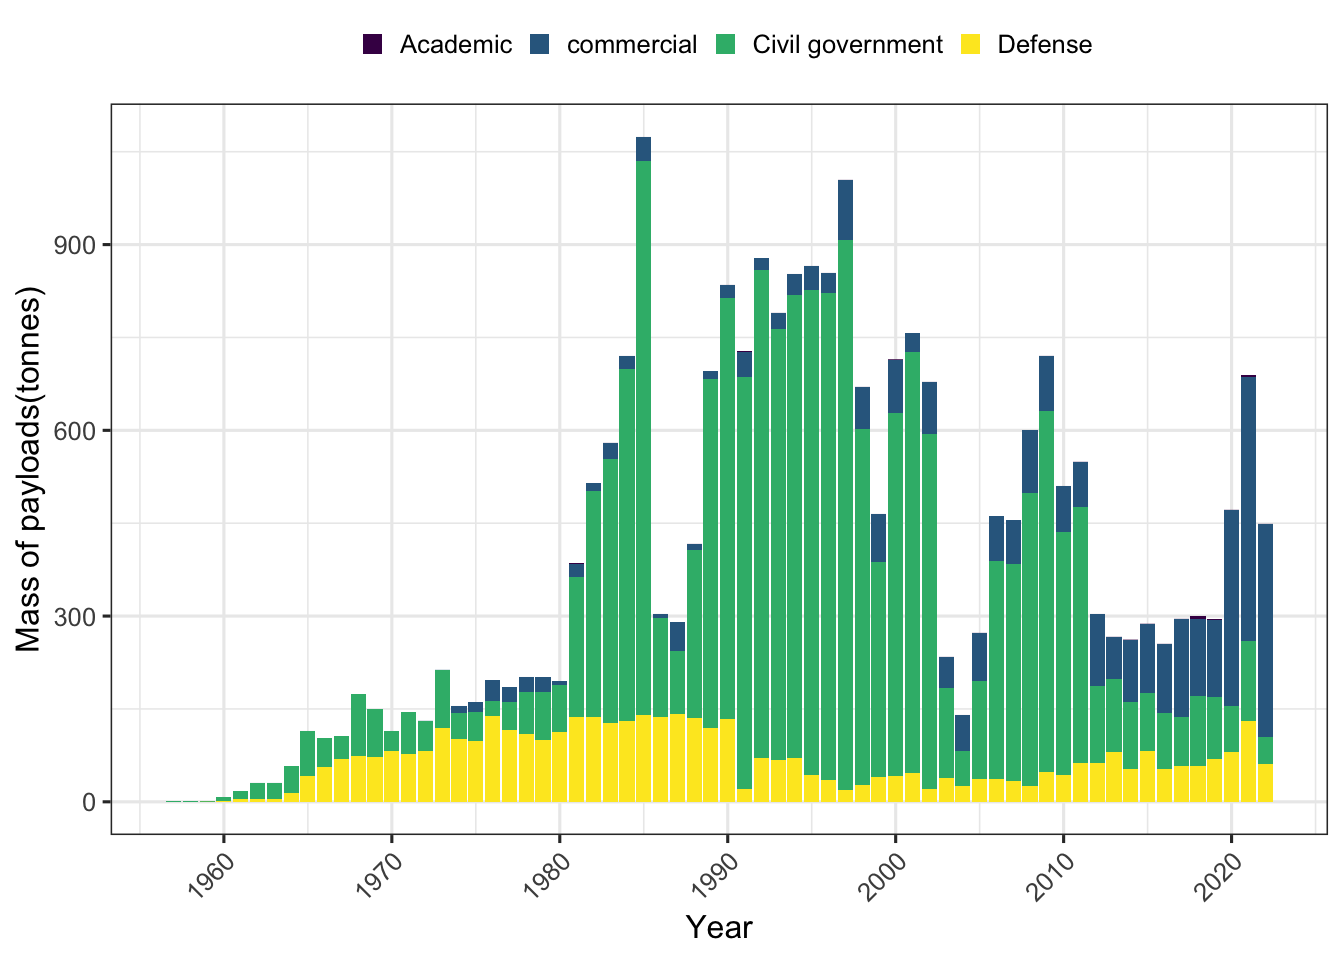 Academic commercial Civil government Defense
Mass of payloads(tonnes)
900
600
300
0
1960 1970 1980 1990 2000 2010 2020
Year